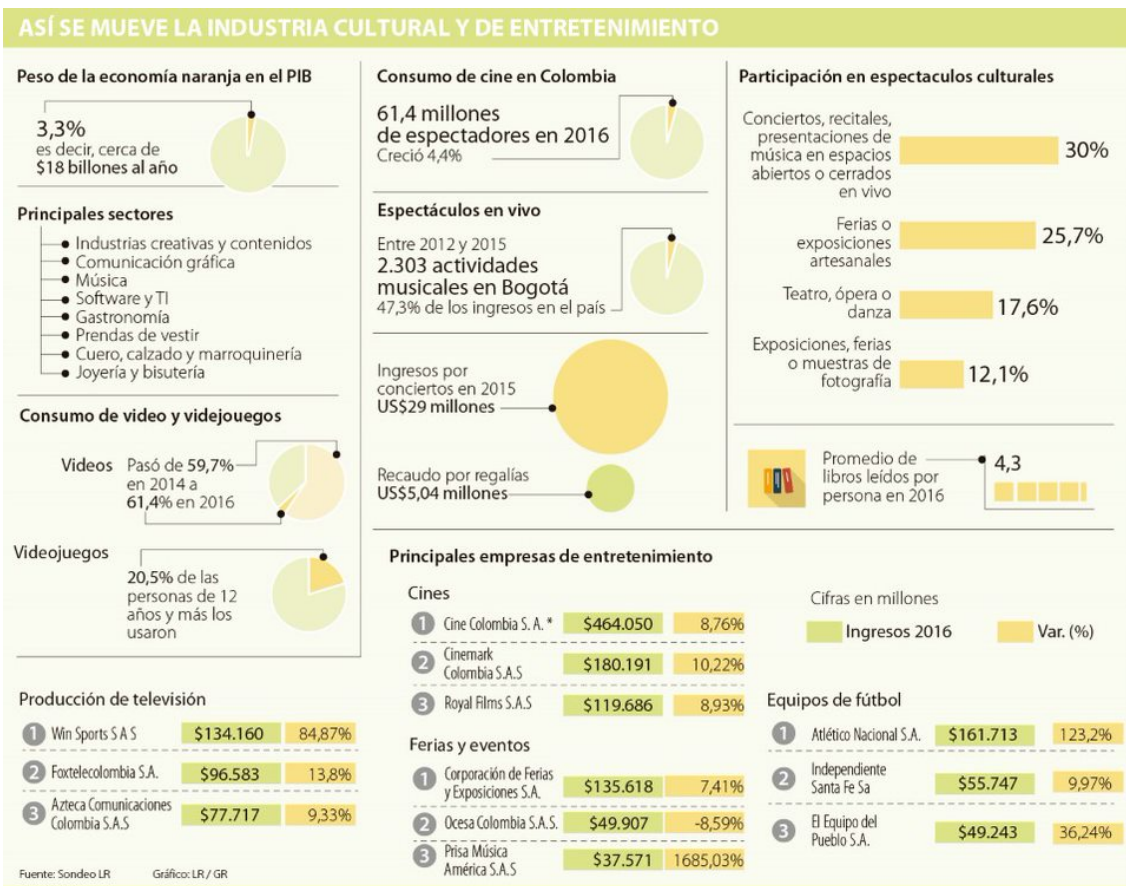 ASÍ SE MUEVE LA INDUSTRIA CULTURAL Y DE ENTRETENIMIENTO
Peso de la economía naranja en el PIB
3,3%
es decir, cerca de
$18 billones al año
Principales sectores
Industrias creativas y contenidos
Comunicación gráfica
Música
Software y TI
Gastronomía
Prendas de vestir
Cuero, calzado y marroquinería
Joyería y bisutería
Consumo de video y videjouegos
Videos
Pasó de 59,7%
en 2014 a
61,4% en 2016
Videojuegos
20,5% de las
personas de 12
años y más los
usaron
Consumo de cine en Colombia
61,4 millones
de espectadores en 2016
Creció 4,4%
Espectáculos en vivo
Entre 2012 y 2015
2.303 actividades
musicales en Bogotá
47,3% de los ingresos en el país
Ingresos por
conciertos en 2015
US$29 millones
Recaudo por regalías
US$5,04 millones
Participación en espectaculos culturales
Conciertos, recitales,
presentaciones de
música en espacios
abiertos o cerrados
en vivo
30%
Ferias o
exposiciones
artesanales
25,7%
Teatro, ópera o
danza
17,6%
Exposiciones, ferias
o muestras de
fotografía
12,1%
Promedio de
libros leídos por
persona en 2016
4,3
Principales empresas de entretenimiento
Cifras en millones
Ingresos 2016
Var. (%)
Cines
1 Cine Colombia S. A. * $464.050 8,76%
2 Cinemark
Colombia S.A.S $180.191 10,22%
3 Royal Films S.A.S $119.686 8,93%
Ferias y eventos
1 Corporación de Ferias
y Exposiciones S.A. $135.618 7,41%
2 Ocesa Colombia S.A.S. $49.907 -8,59%
3 Prisa Música
América S.A.S $37.571 1685,03%
Producción de televisión
1 Win Sports S A S $134.160 84,87%
2 Foxtelecolombia S.A. $96.583 13,8%
3 Azteca Comunicaciones
Colombia S.A.S $77.717 9,33%
Equipos de fútbol
1 Atlético Nacional S.A. $161.713 123,2%
2 Independiente
Santa Fe Sa $55.747 9,97%
3 El Equipo del
Pueblo S.A. $49.243 36,24%
Fuente: Sondeo LR Gráfico: LR / GR